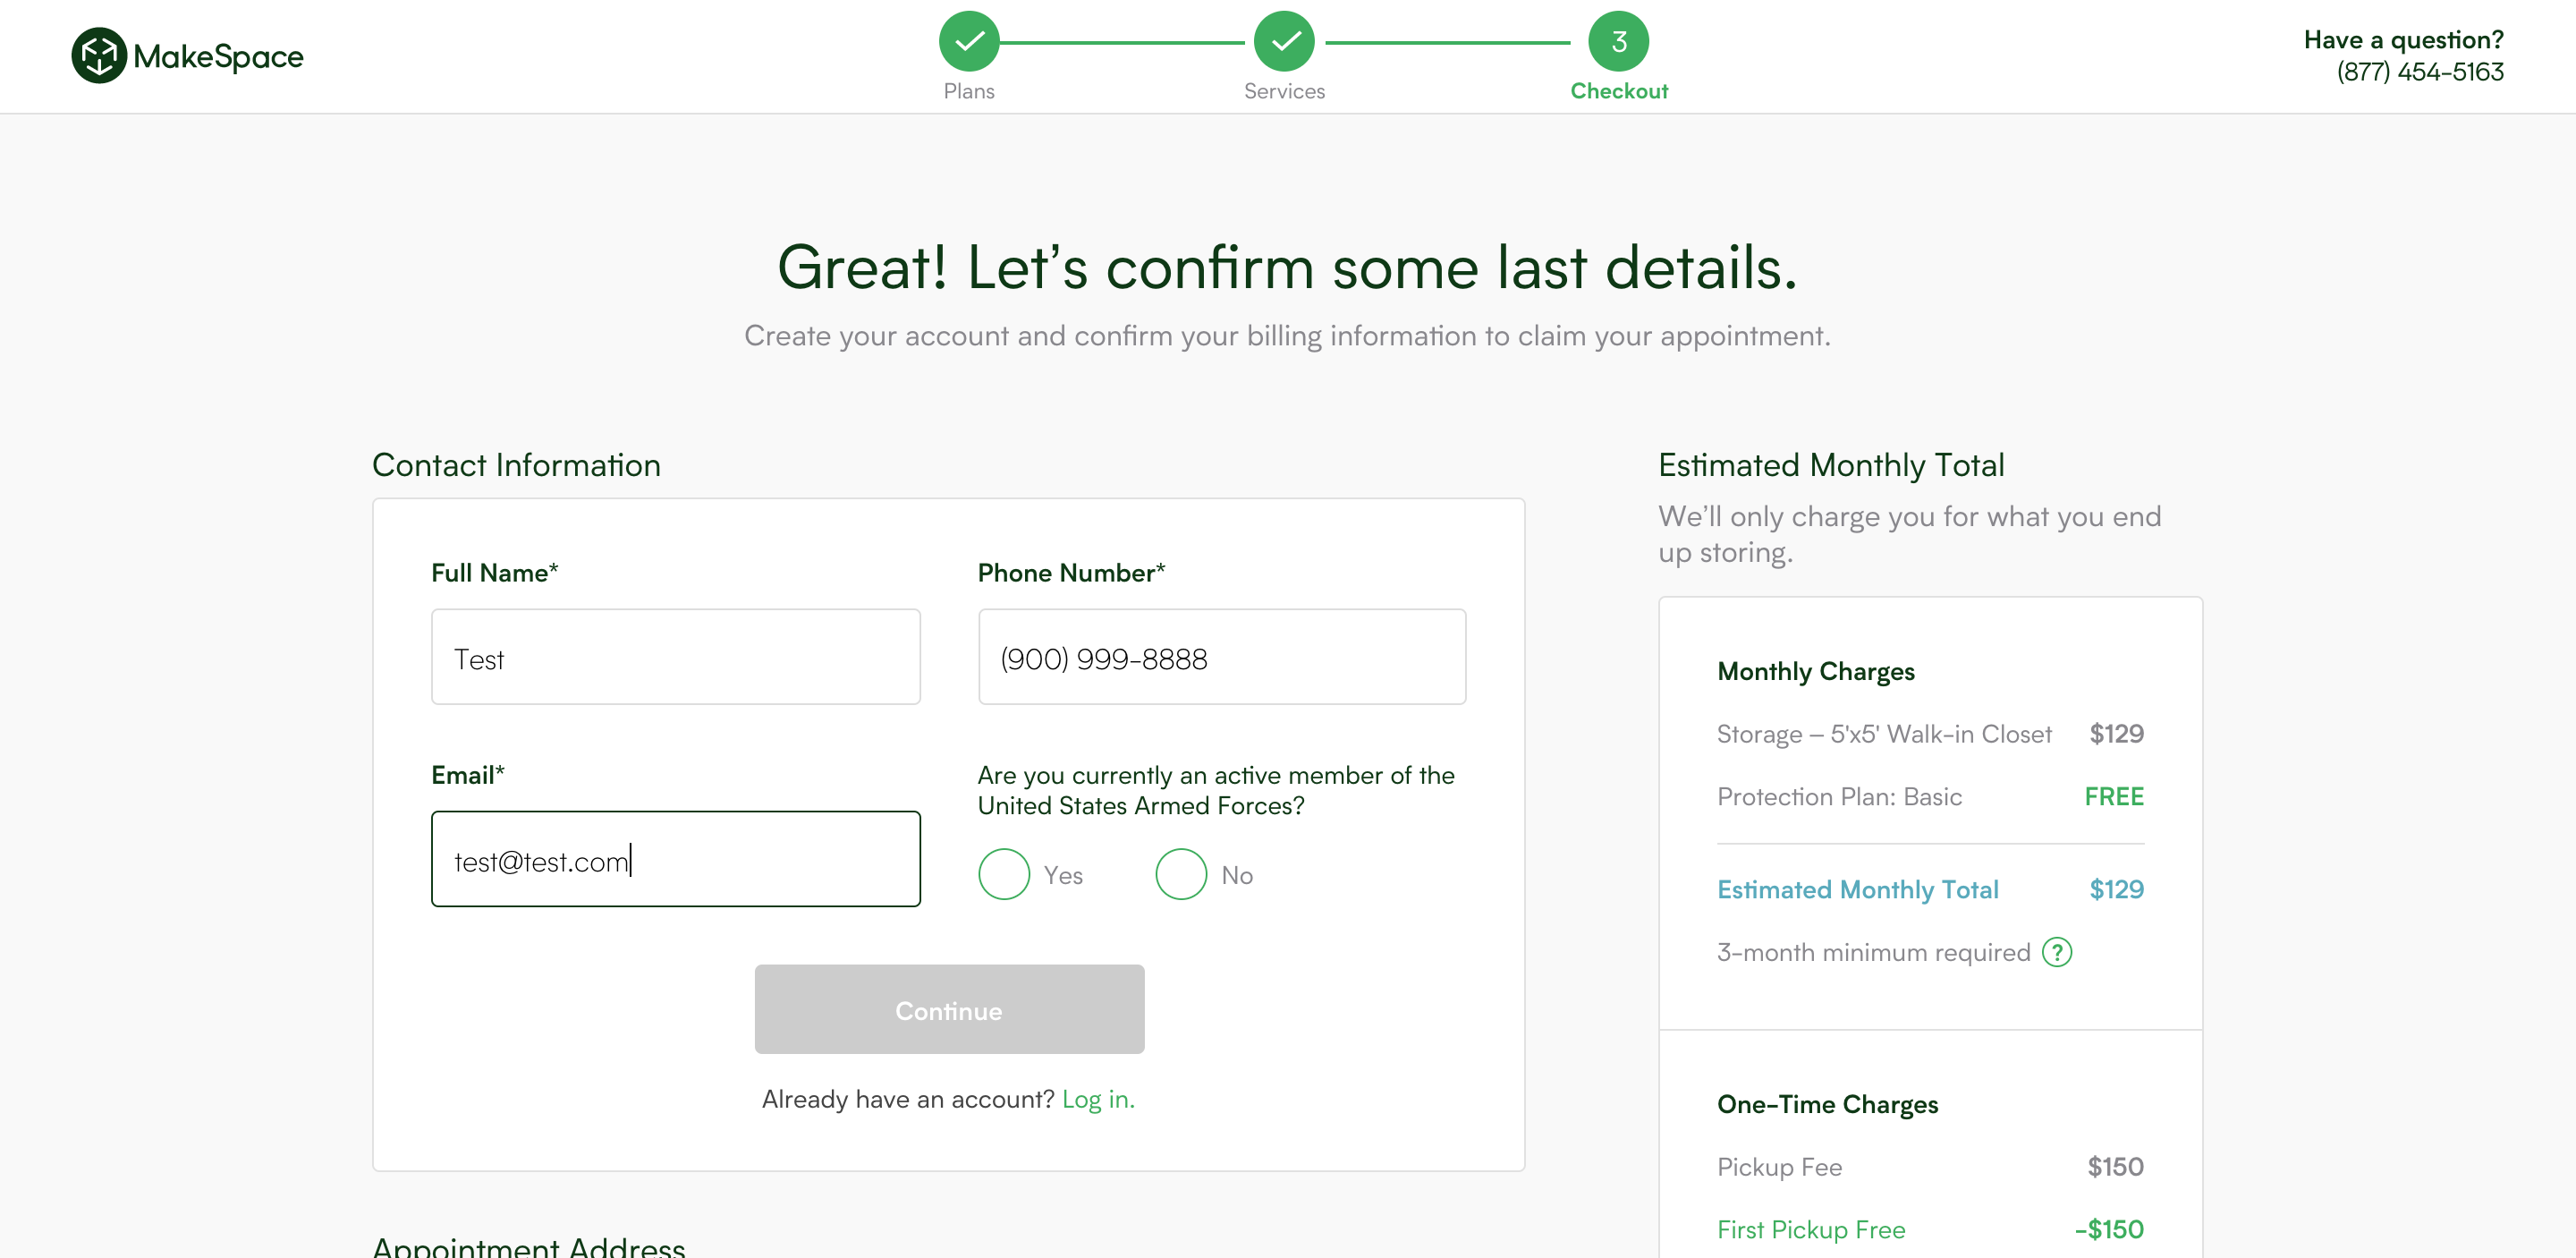 MakeSpace
Plans
Services
3
Checkout
Have a question?
(877) 454-5163
Great! Let’s confirm some last details.
Create your account and confirm your billing information to claim your appointment.
Contact Information
Full Name*
Test
Phone Number*
(900) 999-8888
Email*
test@test.com
Are you currently an active member of the
United States Armed Forces?
Yes
No
Continue
Already have an account? Log in.
Appointment Address
Estimated Monthly Total
We’ll only charge you for what you end
up storing.
Monthly Charges
Storage – 5'x5' Walk-in Closet $129
Protection Plan: Basic FREE
Estimated Monthly Total $129
3-month minimum required ?
One-Time Charges
Pickup Fee $150
First Pickup Free -$150